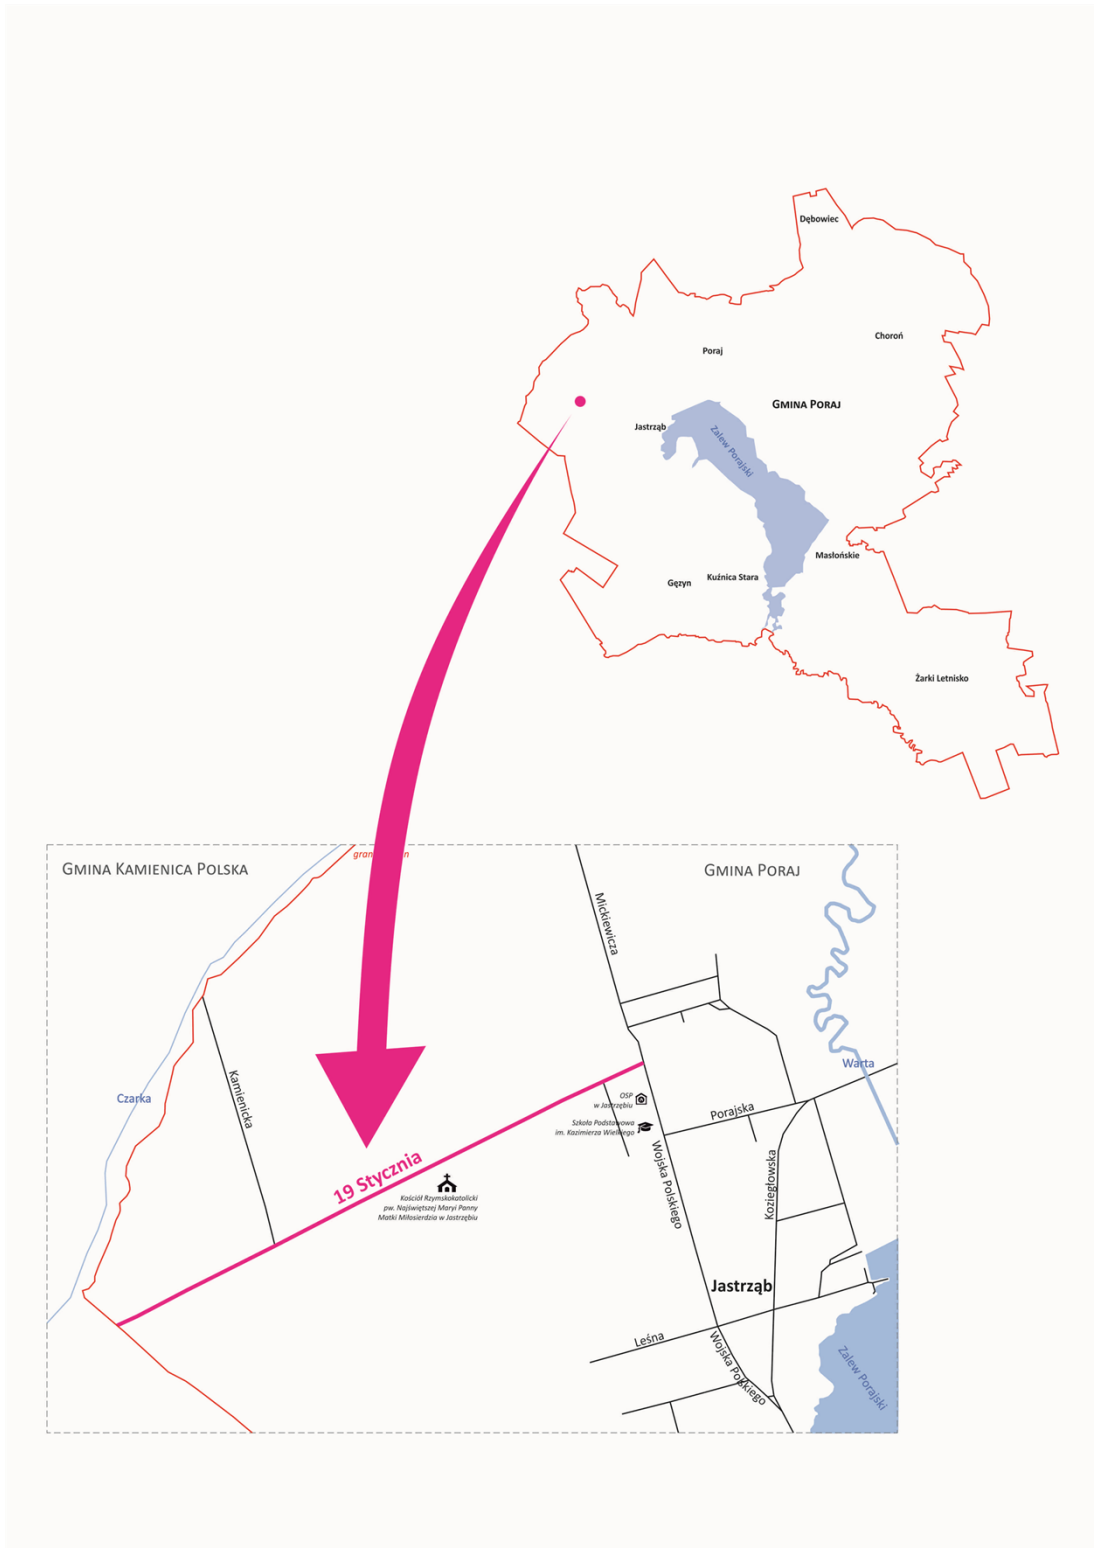 Dębowiec
Choroń
Poraj
Gmina Poraj
Jastrząb
Zalew Porajski
Masłońskie
Kuźnica Stara
Gęzyn
Żarki Letnisko
Gmina Kamienica Polska
Gmina Poraj
Mickiewicza
Warta
Czarka
Kamienicka
OSP
w Jastrzębiu
Porajska
Szkoła Podstawowa
im. Kazimierza Wielkiego
19 Stycznia
Wojska Polskiego
Koziegłowska
Kościół Rzymskokatolicki
pw. Najświętszej Maryi Panny
Matki Miłosierdzia w Jastrzębiu
Jastrząb
Leśna
Wojska Polskiego
Zalew Porajski